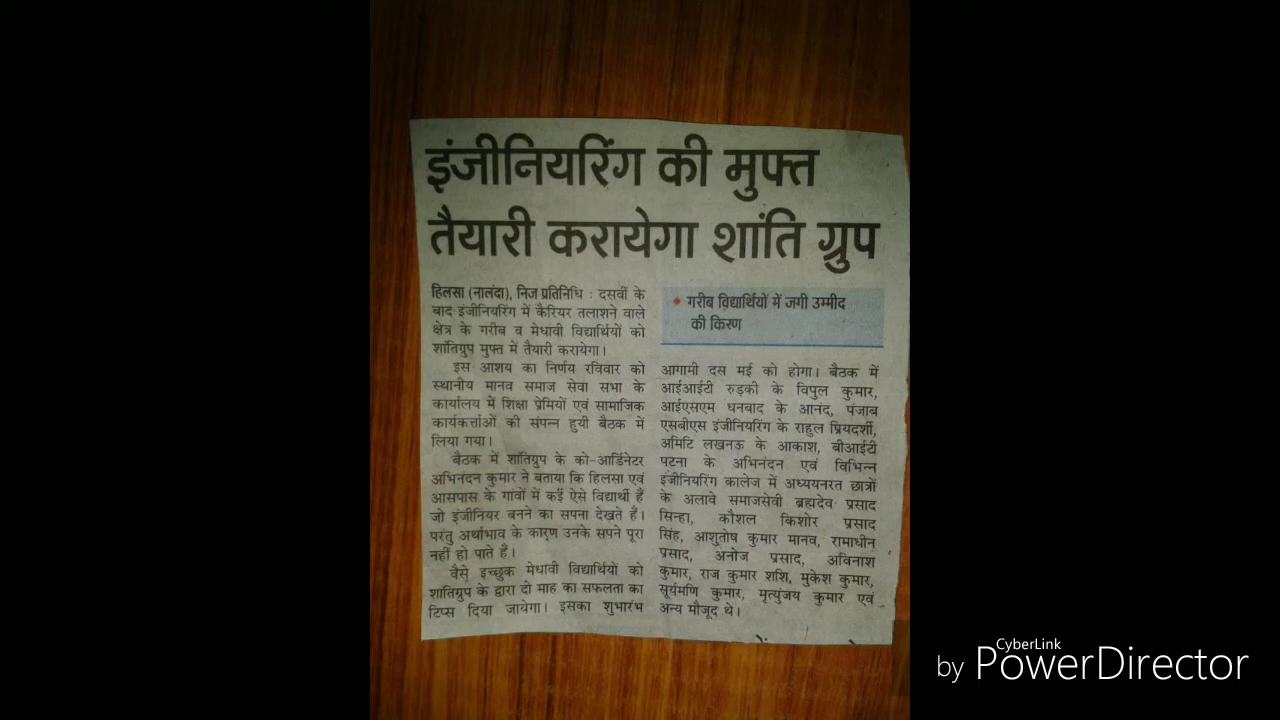 इंजीनियरिंग की मुफ्त
तैयारी करायेगा शांति ग्रुप
हिलसा (नालंदा), निज प्रतिनिधि : दसवीं के
बाद इंजीनियरिंग में कैरियर तलाशने वाले
क्षेत्र के गरीब व मेधावी विद्यार्थियों को
शांतिग्रुप मुफ्त में तैयारी करायेगा।
इस आशय का निर्णय रविवार को
स्थानीय मानव समाज सेवा सभा के
कार्यालय में शिक्षा प्रेमियों एवं सामाजिक
कार्यकर्त्ताओं की संपन्न हुयी बैठक में
लिया गया।
बैठक में शांतिग्रुप के को-आर्डिनेटर
अभिनंदन कुमार ने बताया कि हिलसा एवं
आसपास के गांवों में कई ऐसे विद्यार्थी हैं
जो इंजीनियर बनने का सपना देखते हैं।
परंतु अर्थाभाव के कारण उनके सपने पूरा
नहीं हो पाते हैं।
वैसे इच्छुक मेधावी विद्यार्थियों को
शांतिग्रुप के द्वारा दो माह का सफलता का
टिप्स दिया जायेगा। इसका शुभारंभ
गरीब विद्यार्थियों में जगी उम्मीद
की किरण
आगामी दस मई को होगा। बैठक में
आईआईटी रुड़की के विपुल कुमार,
आईएसएम धनबाद के आनंद, पंजाब
एसबीएस इंजीनियरिंग के राहुल प्रियदर्शी,
अमिटि लखनऊ के आकाश, बीआईटी
पटना के अभिनंदन एवं विभिन्न
इंजीनियरिंग कालेज में अध्ययनरत छात्रों
के अलावे समाजसेवी ब्रह्मदेव प्रसाद
सिन्हा, कौशल किशोर प्रसाद
सिंह, आशुतोष कुमार मानव, रामाधीन
प्रसाद, अनोज प्रसाद, अविनाश
कुमार, राज कुमार शशि, मुकेश कुमार,
सूर्यमणि कुमार, मृत्युंजय कुमार एवं
अन्य मौजूद थे।
CyberLink
by PowerDirector